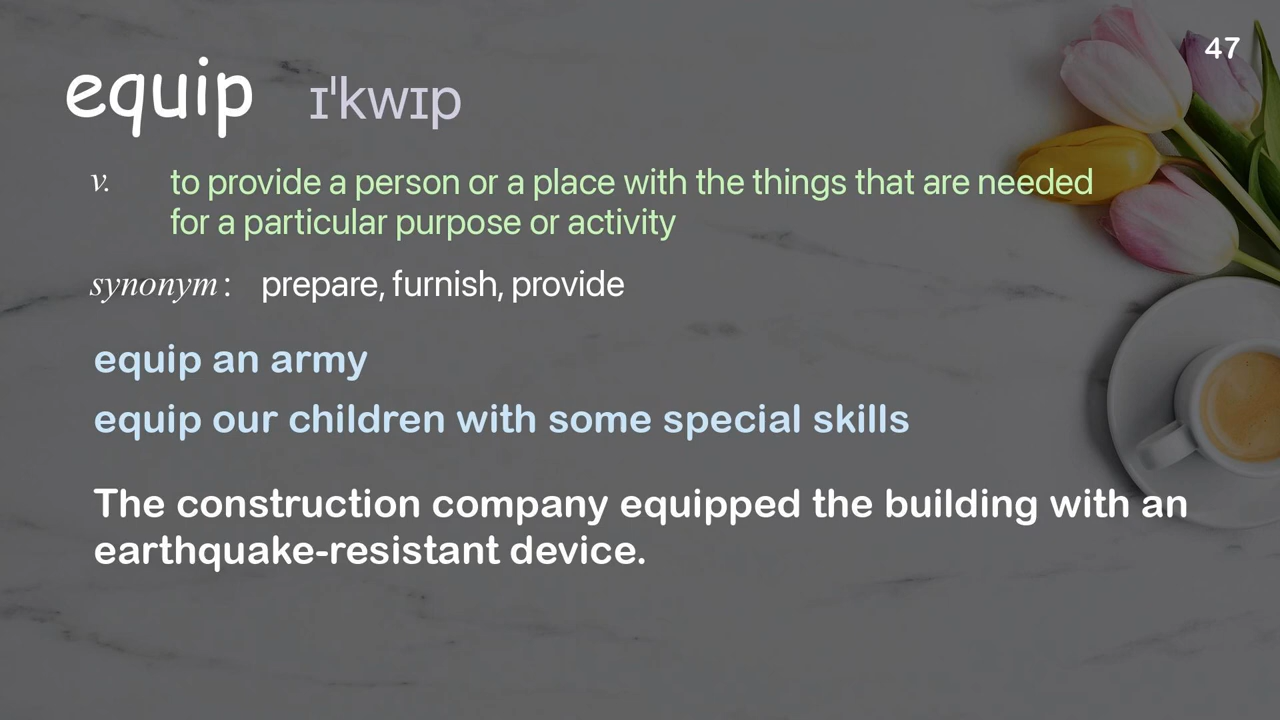 47
equip ɪˈkwɪp
v. to provide a person or a place with the things that are needed
for a particular purpose or activity
synonym : prepare, furnish, provide
equip an army
equip our children with some special skills
The construction company equipped the building with an
earthquake-resistant device.